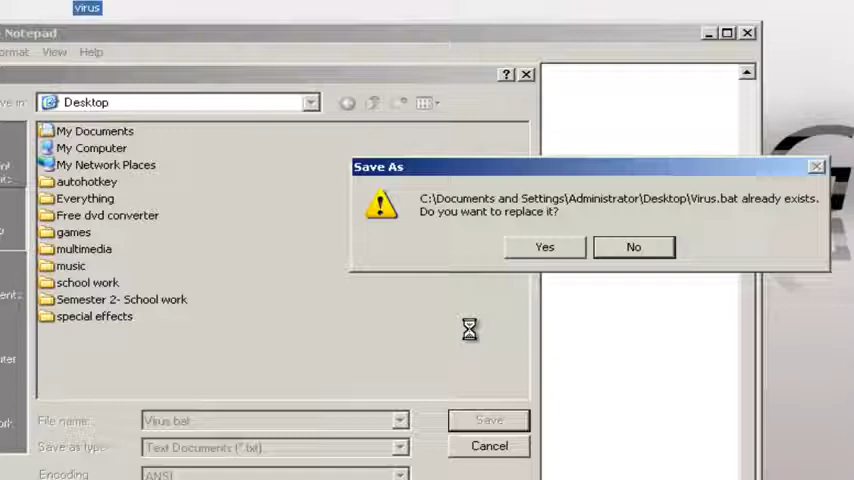 virus
Notepad
ormat View Help
ve in:
Desktop
My Documents
My Computer
My Network Places
autohotkey
Everything
Free dvd converter
games
multimedia
music
school work
Semester 2- School work
special effects
Save As
C:\Documents and Settings\Administrator\Desktop\Virus.bat already exists.
Do you want to replace it?
Yes
No
File name:
Virus bat
Save
Save as type:
Text Documents (*.txt)
Cancel
Encoding
ANSI